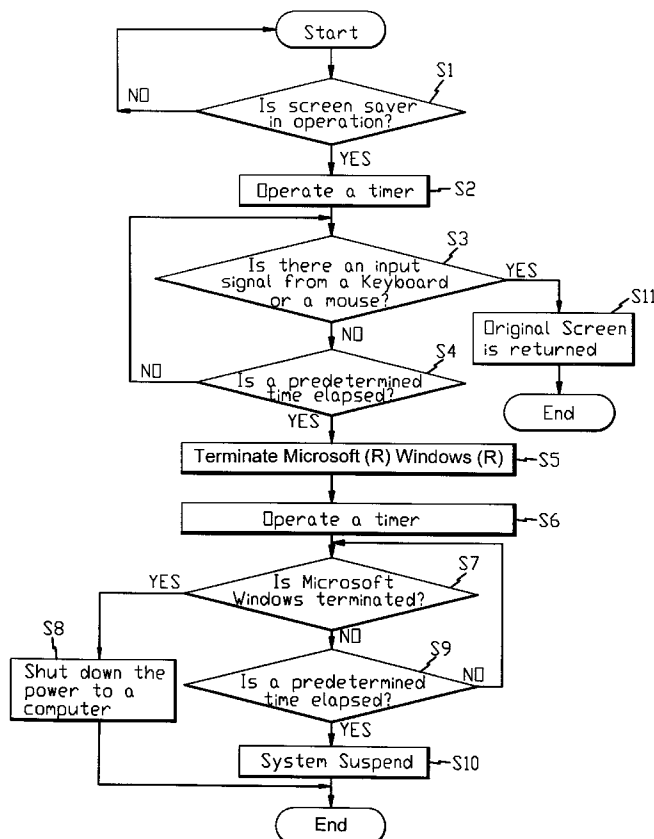 Start
S1
NO
Is screen saver
in operation?
YES
Operate a timer
S2
S3
Is there an input
signal from a Keyboard
or a mouse?
YES
S11
Original Screen
is returned
End
NO
S4
NO
Is a predetermined
time elapsed?
YES
Terminate Microsoft (R) Windows (R)
S5
Operate a timer
S6
S7
YES
Is Microsoft
Windows terminated?
S8
NO
S9
Shut down the
power to a
computer
NO
Is a predetermined
time elapsed?
YES
System Suspend
S10
End